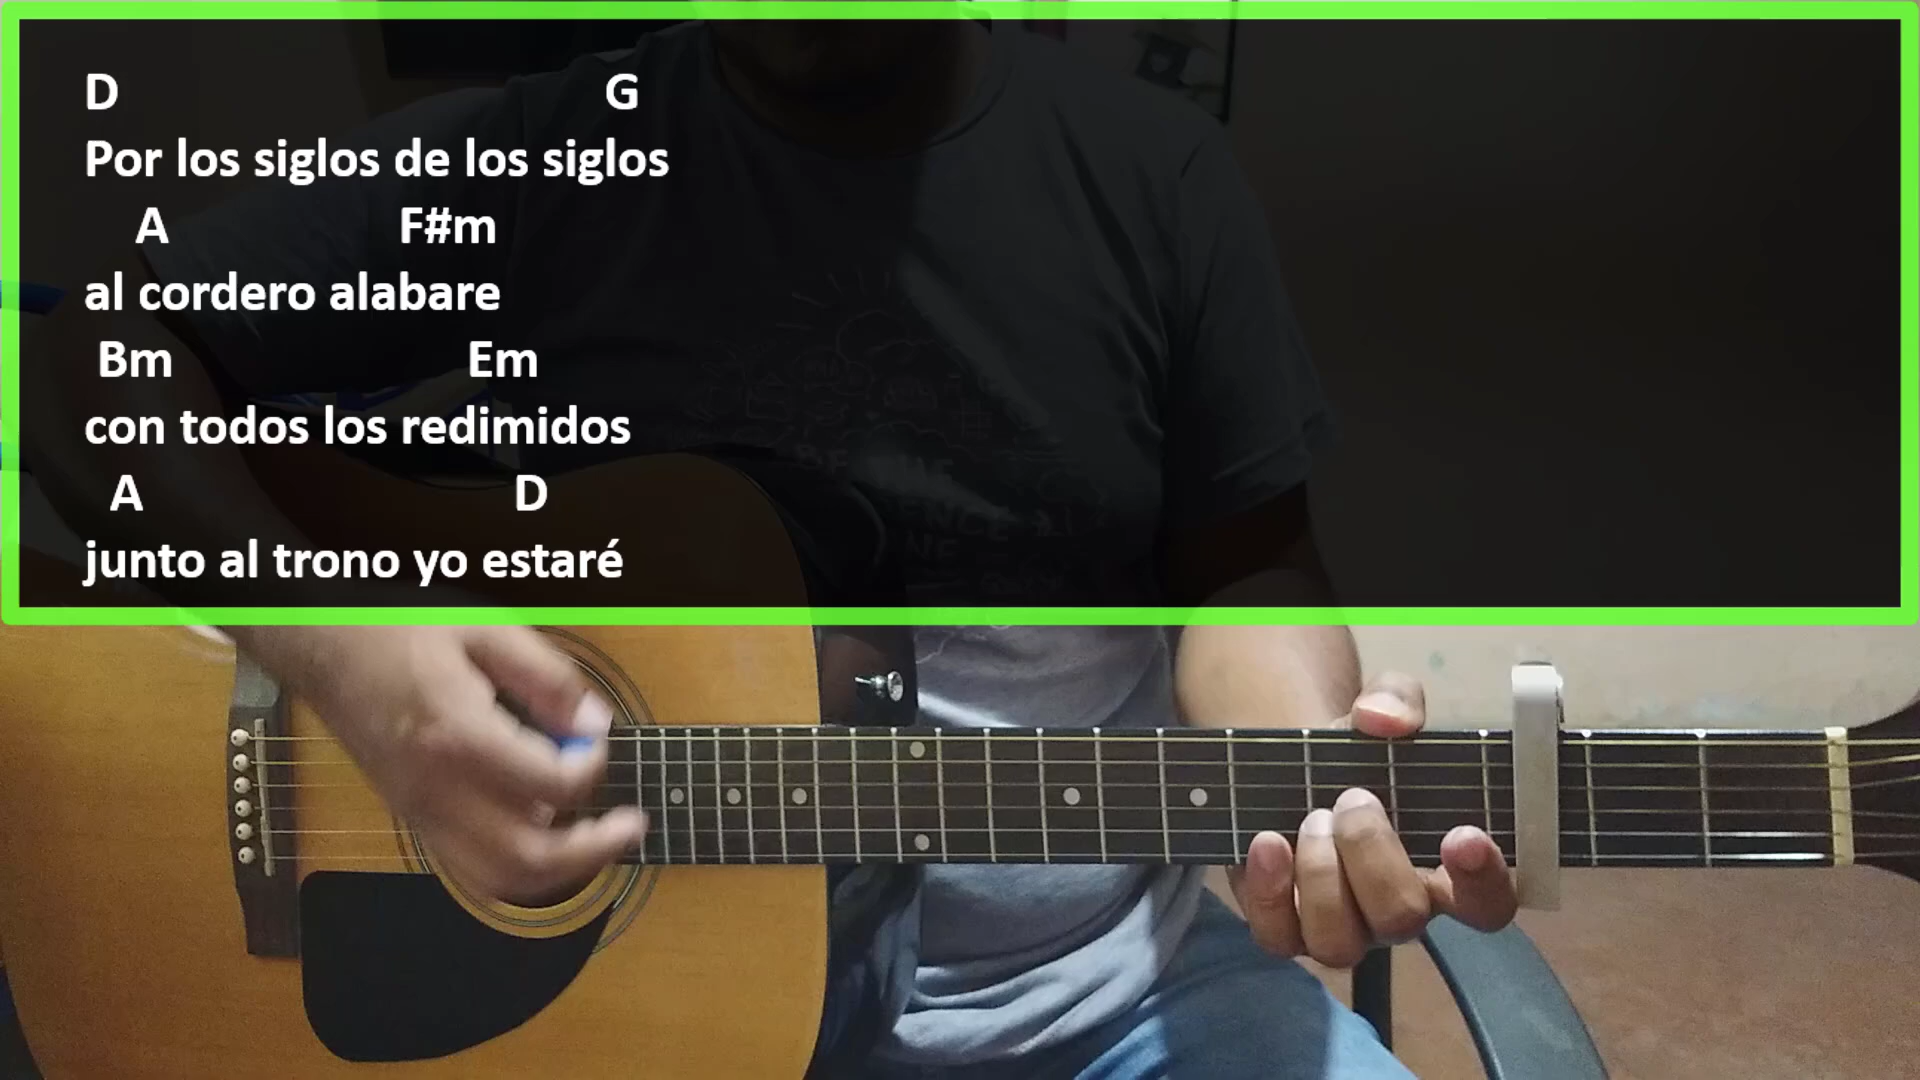 D G
Por los siglos de los siglos
A F#m
al cordero alabare
Bm Em
con todos los redimidos
A D
junto al trono yo estaré